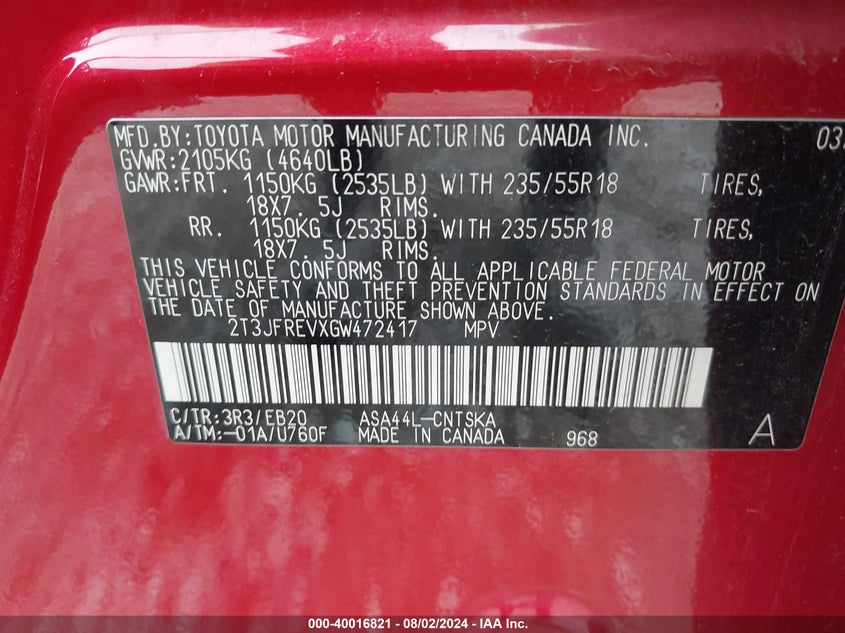 MFD.BY:TOYOTA MOTOR MANUFACTURING CANADA INC. 03
GVWR:2105KG (4640LB)
GAWR:FRT. 1150KG (2535LB) WITH 235/55R18 TIRES,
18X7.5J RIMS.
RR. 1150KG (2535LB) WITH 235/55R18 TIRES,
18X7.5J RIMS.
THIS VEHICLE CONFORMS TO ALL APPLICABLE FEDERAL MOTOR
VEHICLE SAFETY AND THEFT PREVENTION STANDARDS IN EFFECT ON
THE DATE OF MANUFACTURE SHOWN ABOVE.
2T3JFREVXGW472417 MPV
C/TR:3R3/EB20 ASA44L-CNTSKA
A/TM:-01A/U760F MADE IN CANADA 968 A
000-40016821 - 08/02/2024 - IAA Inc.